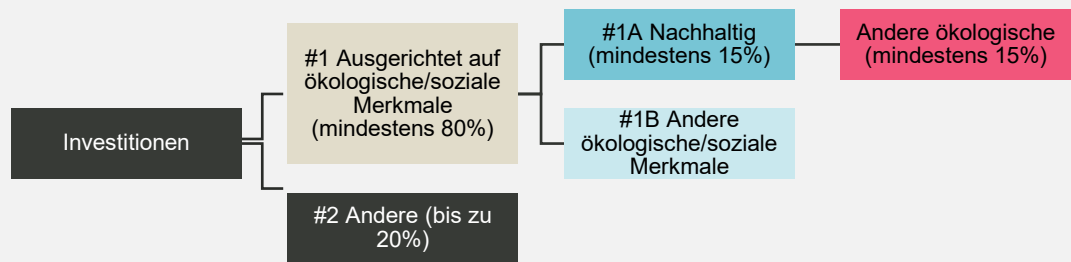 Investitionen
#1 Ausgerichtet auf
ökologische/soziale
Merkmale
(mindestens 80%)
#2 Andere (bis zu
20%)
#1A Nachhaltig
(mindestens 15%)
#1B Andere
ökologische/soziale
Merkmale
Andere ökologische
(mindestens 15%)